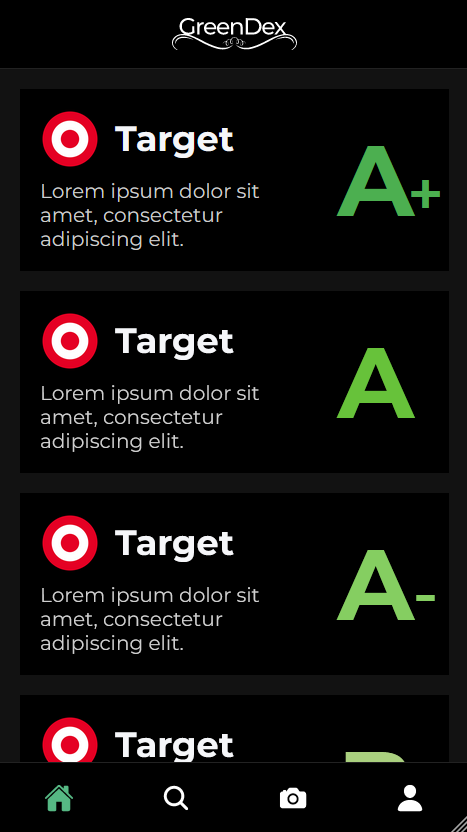 GreenDex
Target
Lorem ipsum dolor sit
amet, consectetur
adipiscing elit.
A+
Target
Lorem ipsum dolor sit
amet, consectetur
adipiscing elit.
A
Target
Lorem ipsum dolor sit
amet, consectetur
adipiscing elit.
A-
Target